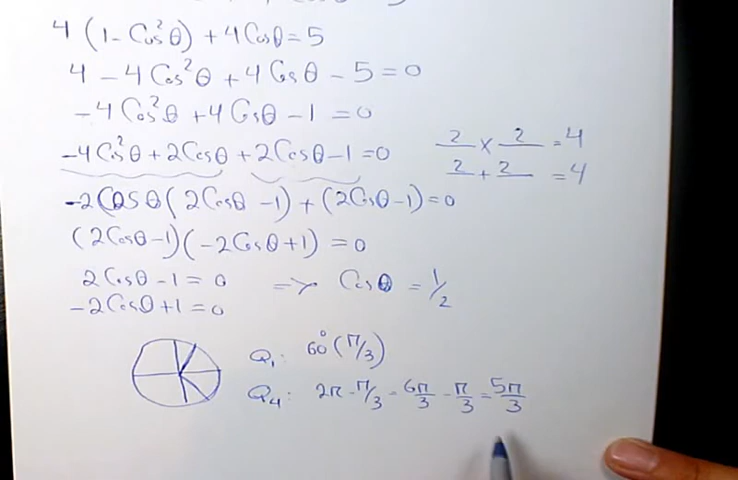 4 (1 - Cos²θ) + 4Cosθ = 5
4 - 4Cos²θ + 4Cosθ - 5 = 0
-4Cos²θ + 4Cosθ - 1 = 0
-4Cos²θ + 2Cosθ + 2Cosθ - 1 = 0
2 × 2 = 4
2 + 2 = 4
-2Cosθ (2Cosθ - 1) + (2Cosθ - 1) = 0
(2Cosθ - 1)(-2Cosθ + 1) = 0
2Cosθ - 1 = 0 => Cosθ = 1/2
-2Cosθ + 1 = 0
Q1: 60° (π/3)
Q4: 2π - π/3 = 6π/3 - π/3 = 5π/3